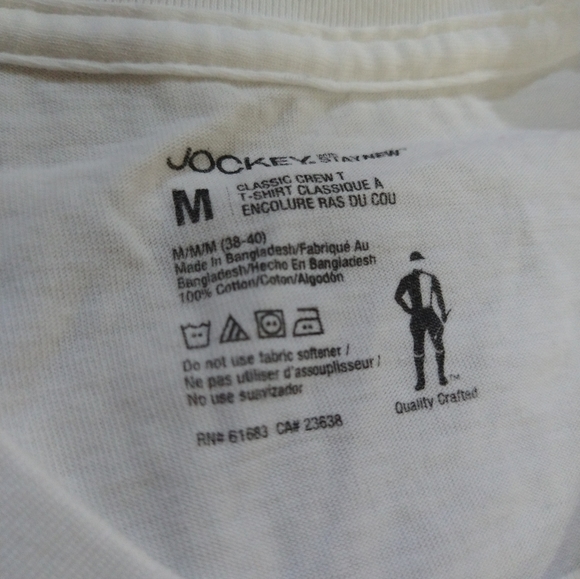 JOCKEY. STAYNEW™
M
CLASSIC CREW T
T-SHIRT CLASSIQUE À
ENCOLURE RAS DU COU
M/M/M (38-40)
Made In Bangladesh/Fabriqué Au
Bangladesh/Hecho En Bangladesh
100% Cotton/Coton/Algodón
Do not use fabric softener /
Ne pas utiliser d'assouplisseur /
No use suavizador
RN# 61683 CA# 23638
TM
Quality Crafted